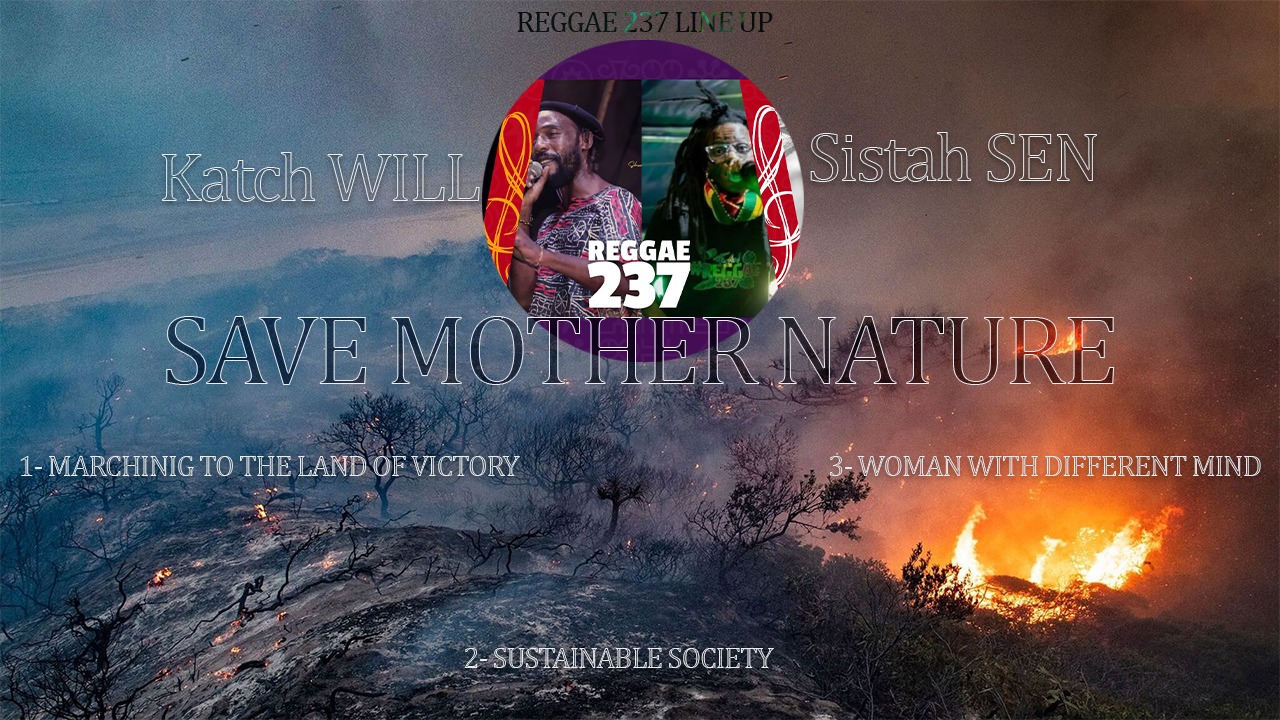 REGGAE 237 LINE UP
Katch WILL
Sistah SEN
REGGAE
237
SAVE MOTHER NATURE
1- MARCHINIG TO THE LAND OF VICTORY
3- WOMAN WITH DIFFERENT MIND
2- SUSTAINABLE SOCIETY